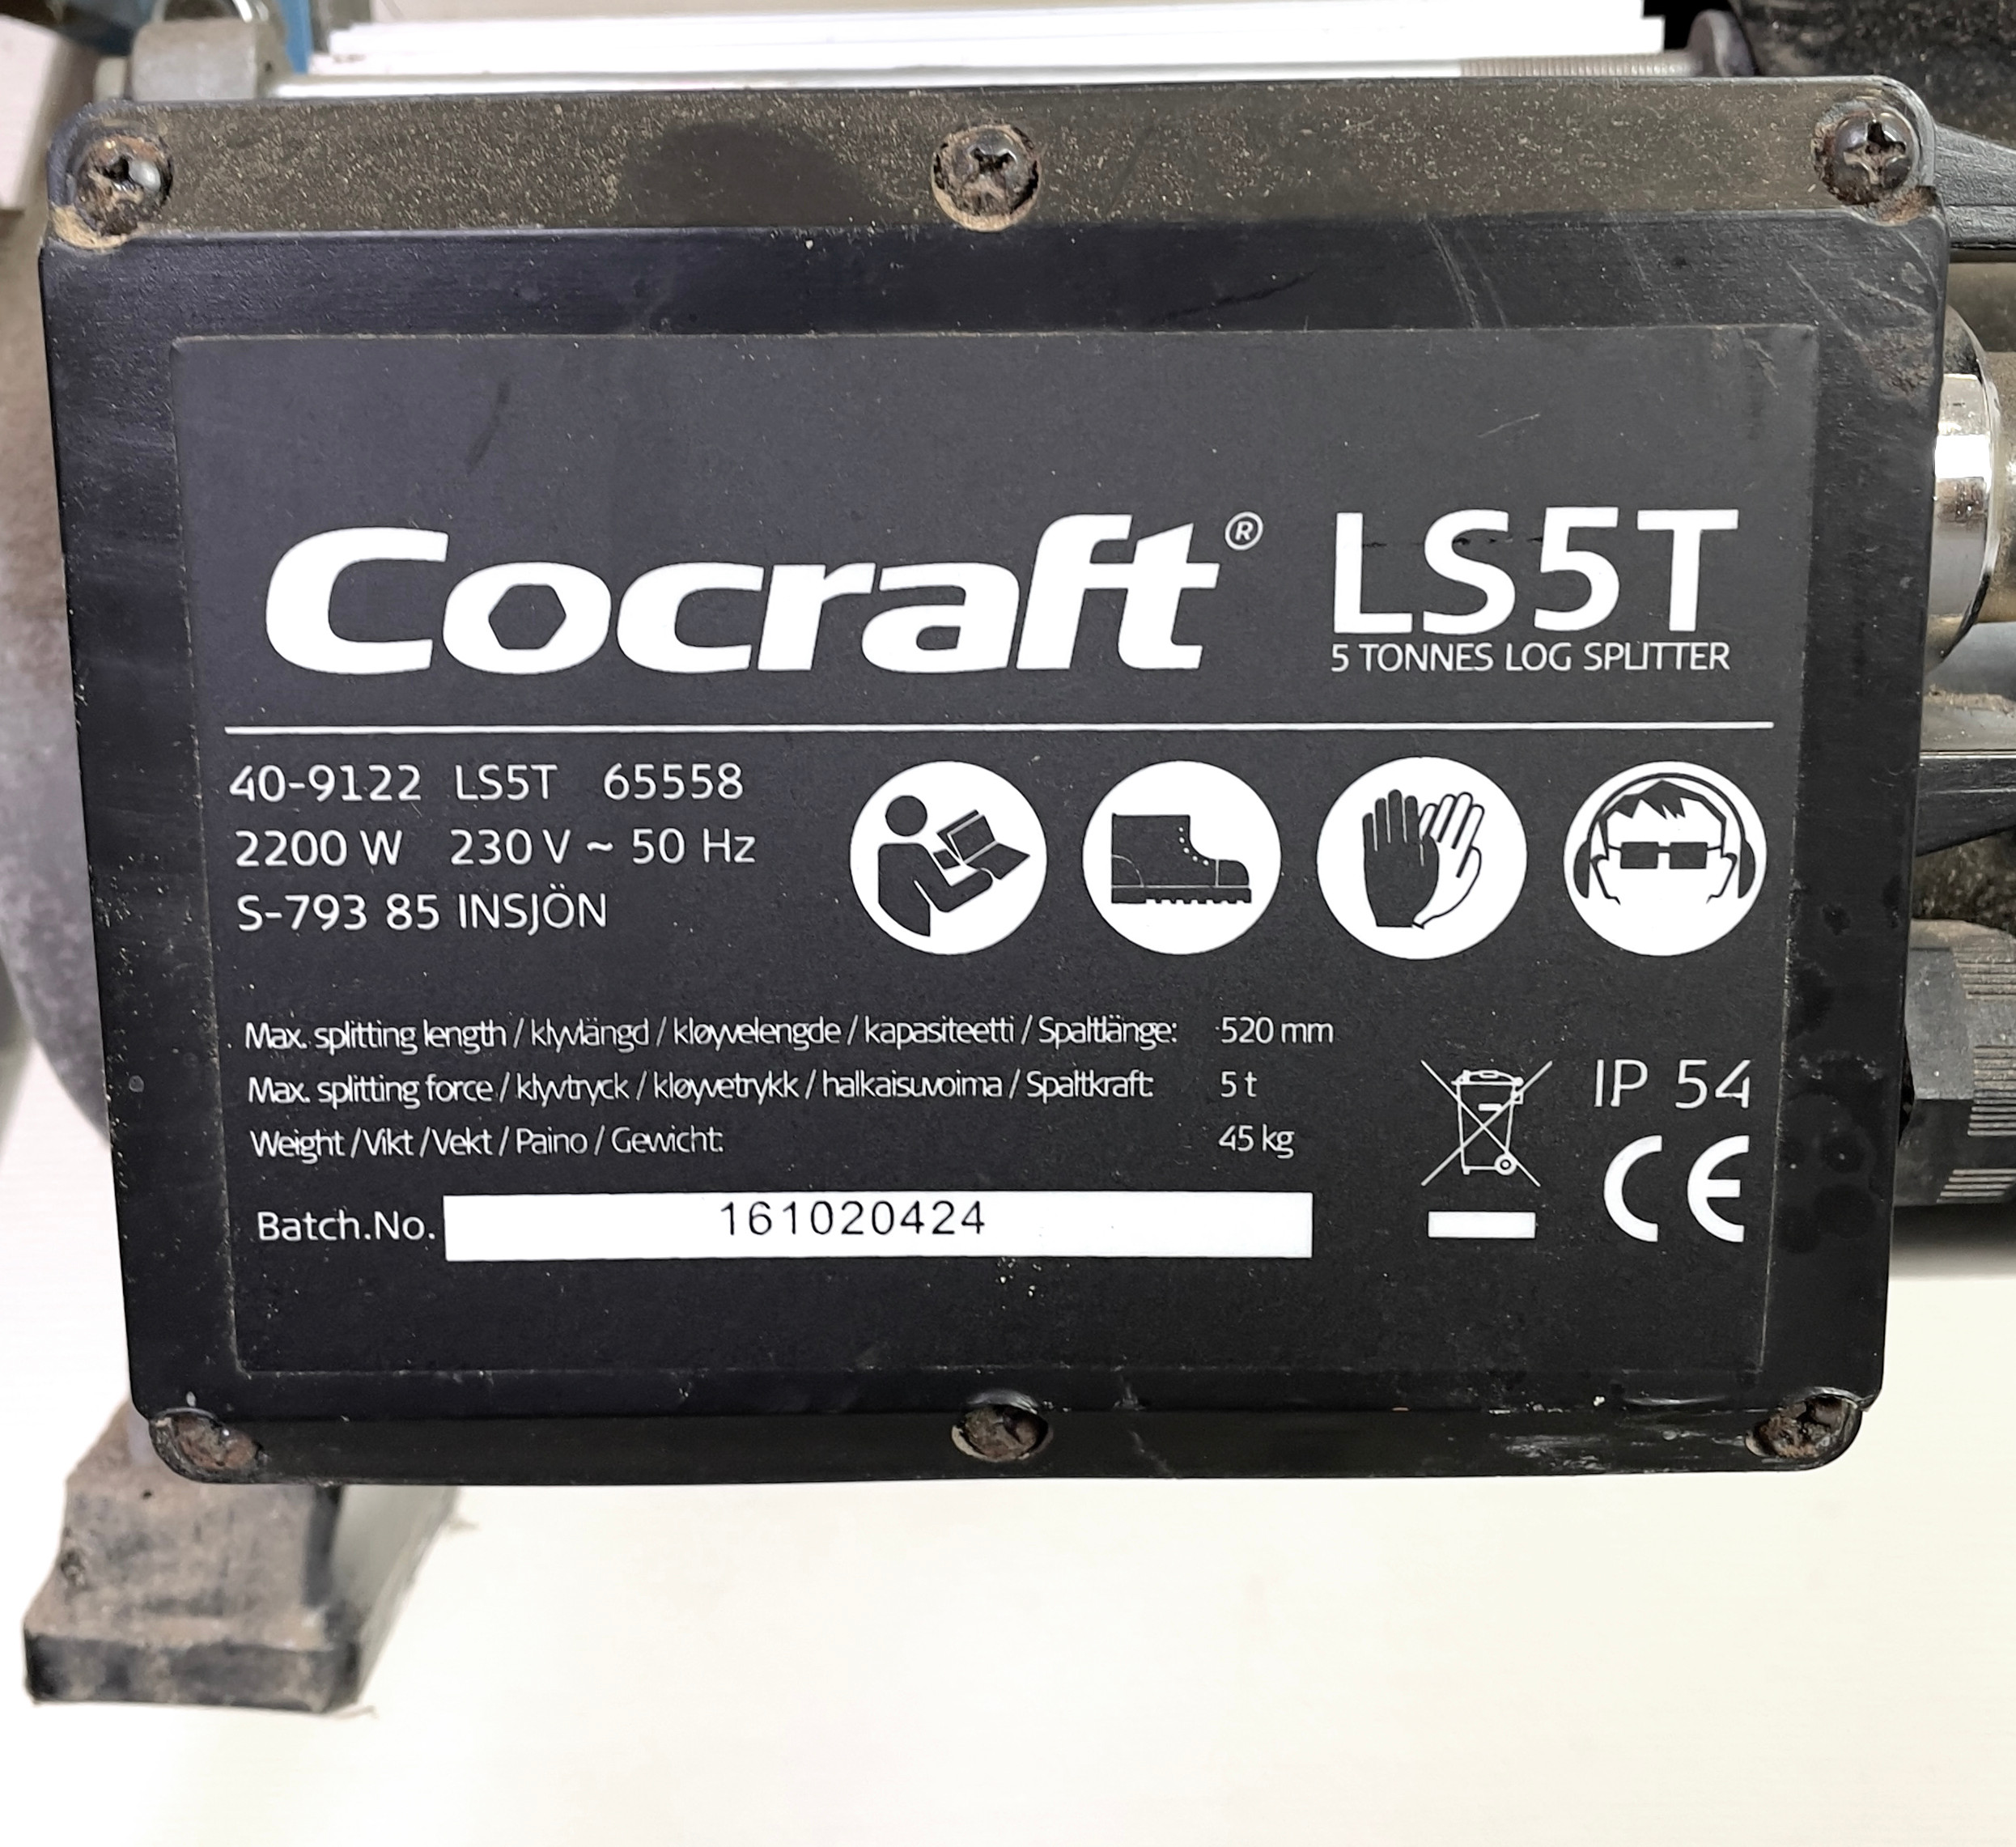 Cocraft® LS5T
5 TONNES LOG SPLITTER
40-9122 LS5T 65558
2200 W 230 V ~ 50 Hz
S-793 85 INSJÖN
Max. splitting length / klyvlängd / kløyvelengde / kapasiteetti / Spaltlänge: 520 mm
Max. splitting force / klyvtryck / kløyvetrykk / halkaisuvoima / Spaltkraft: 5 t
Weight / Vikt / Vekt / Paino / Gewicht: 45 kg
IP 54
CE
Batch.No. 161020424